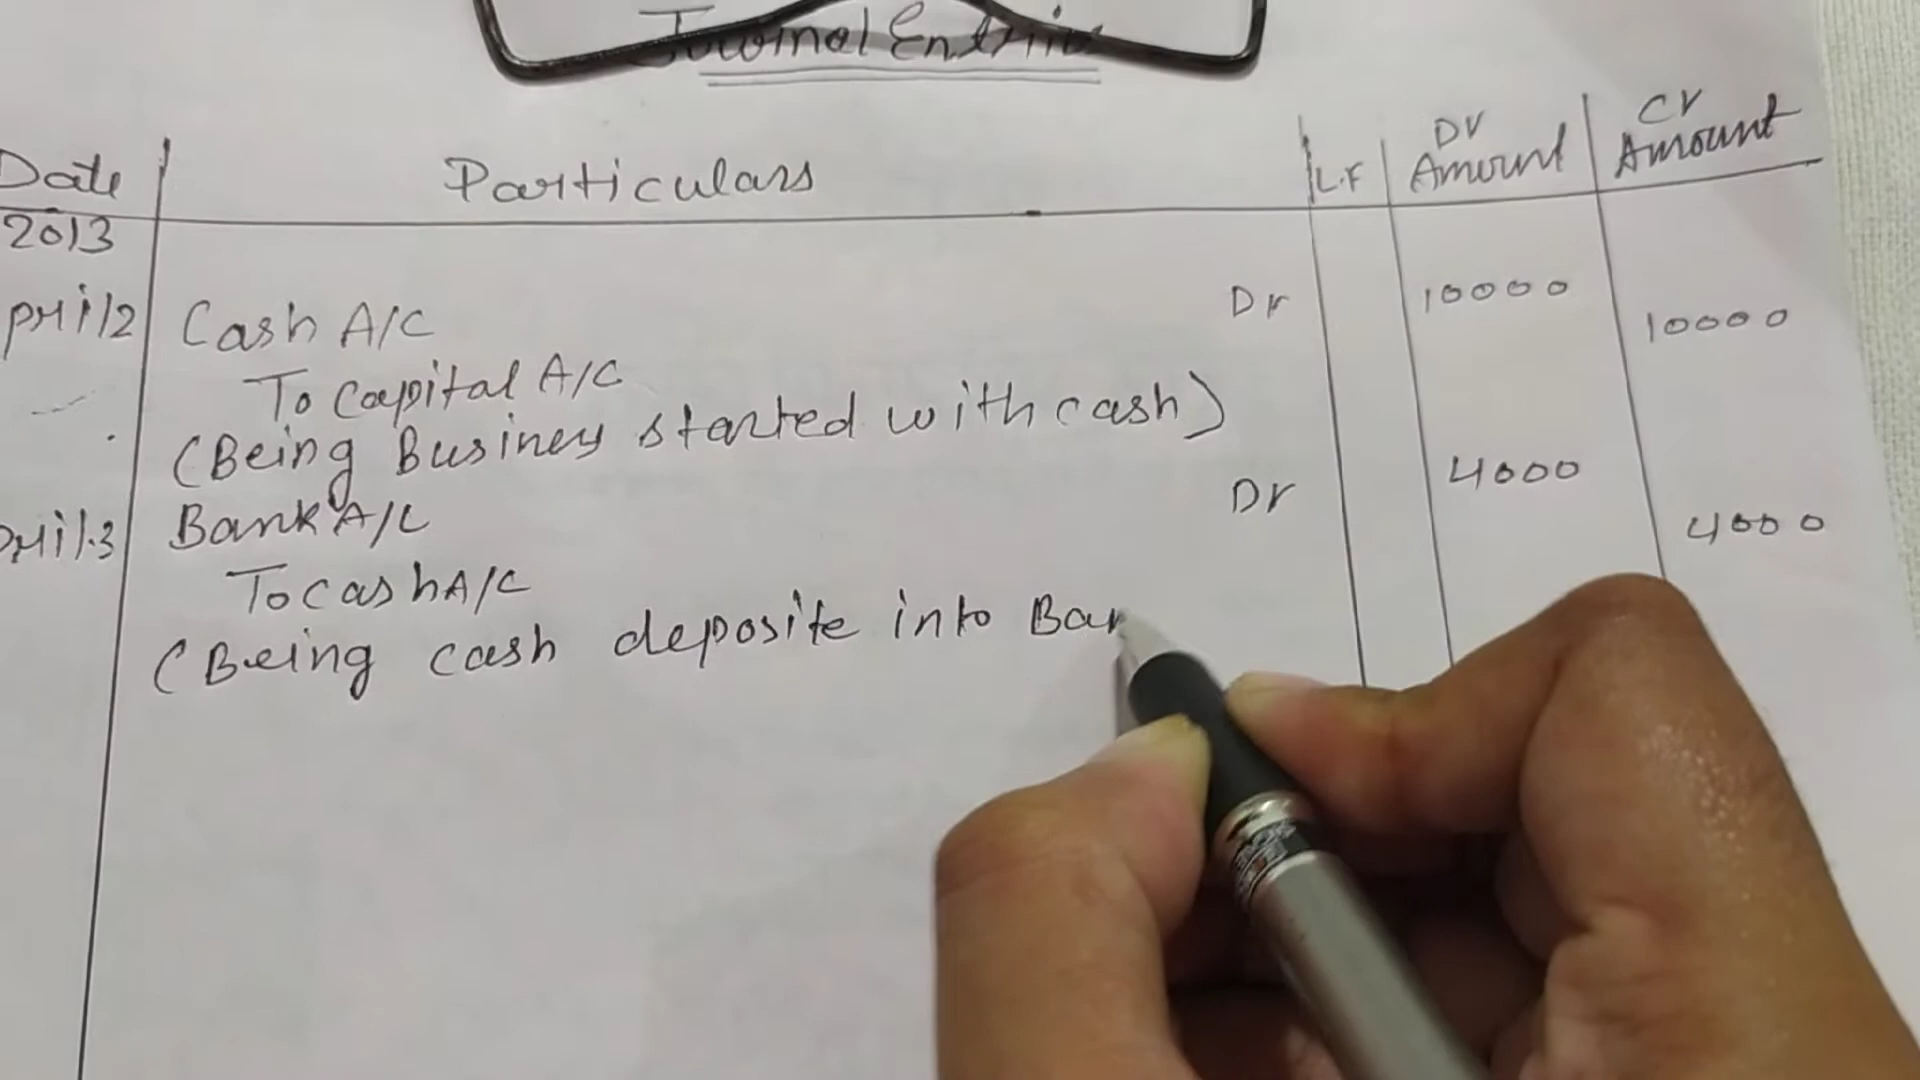 Journal Entries
Date Particulars L.F Dr Amount Cr Amount
2013
pril 2 Cash A/C Dr 10000
To Capital A/C 10000
(Being Business started with cash)
pril.3 Bank A/C Dr 4000
To cash A/C 4000
(Being cash deposite into Ban